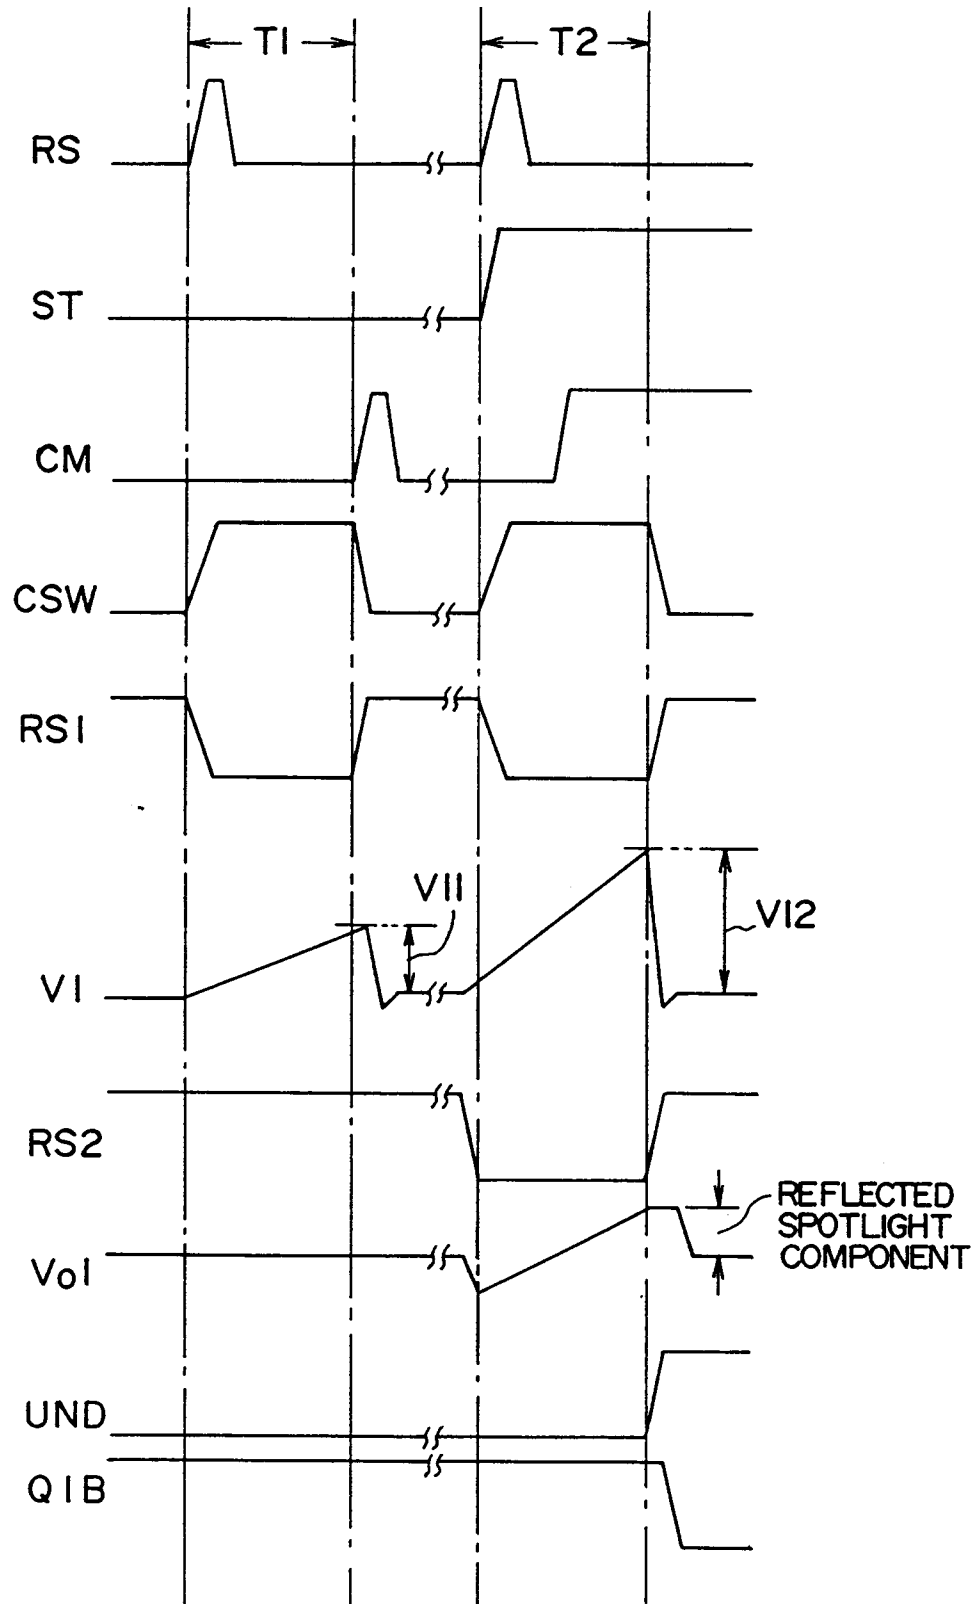 T1
T2
RS
ST
CM
CSW
RS1
V11
V12
V1
RS2
REFLECTED
SPOTLIGHT
COMPONENT
Vo1
UND
Q1B